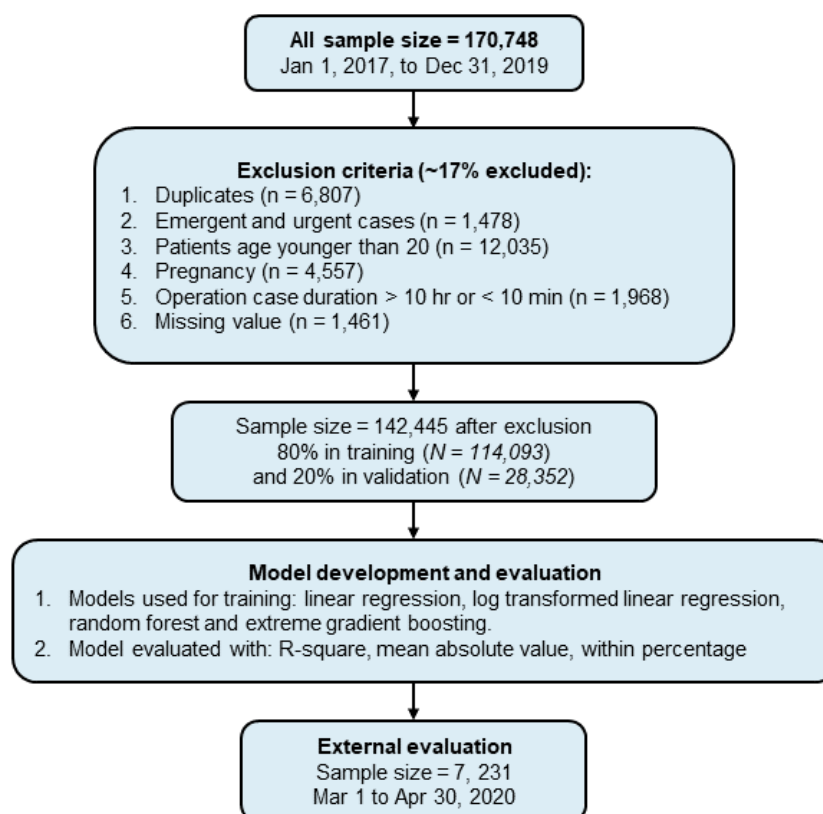 All sample size = 170,748
Jan 1, 2017, to Dec 31, 2019
Exclusion criteria (~17% excluded):
1. Duplicates (n = 6,807)
2. Emergent and urgent cases (n = 1,478)
3. Patients age younger than 20 (n = 12,035)
4. Pregnancy (n = 4,557)
5. Operation case duration > 10 hr or < 10 min (n = 1,968)
6. Missing value (n = 1,461)
Sample size = 142,445 after exclusion
80% in training (N = 114,093)
and 20% in validation (N = 28,352)
Model development and evaluation
1. Models used for training: linear regression, log transformed linear regression,
random forest and extreme gradient boosting.
2. Model evaluated with: R-square, mean absolute value, within percentage
External evaluation
Sample size = 7, 231
Mar 1 to Apr 30, 2020